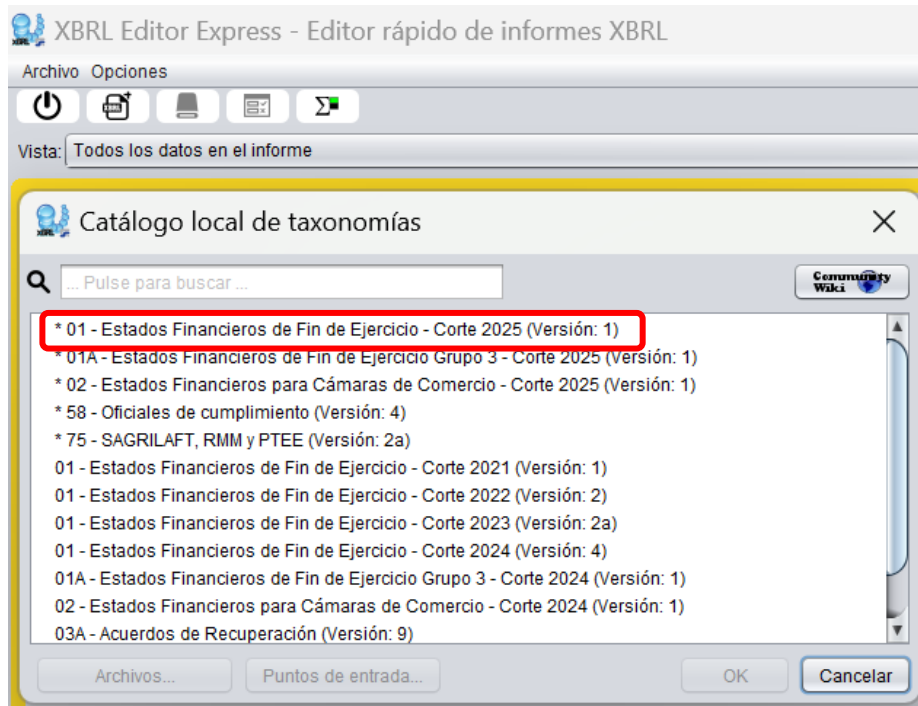 XBRL Editor Express - Editor rápido de informes XBRL
Archivo Opciones
Vista: Todos los datos en el informe
Catálogo local de taxonomías
... Pulse para buscar ...
Community
Wiki
* 01 - Estados Financieros de Fin de Ejercicio - Corte 2025 (Versión: 1)
* 01A - Estados Financieros de Fin de Ejercicio Grupo 3 - Corte 2025 (Versión: 1)
* 02 - Estados Financieros para Cámaras de Comercio - Corte 2025 (Versión: 1)
* 58 - Oficiales de cumplimiento (Versión: 4)
* 75 - SAGRILAFT, RMM y PTEE (Versión: 2a)
01 - Estados Financieros de Fin de Ejercicio - Corte 2021 (Versión: 1)
01 - Estados Financieros de Fin de Ejercicio - Corte 2022 (Versión: 2)
01 - Estados Financieros de Fin de Ejercicio - Corte 2023 (Versión: 2a)
01 - Estados Financieros de Fin de Ejercicio - Corte 2024 (Versión: 4)
01A - Estados Financieros de Fin de Ejercicio Grupo 3 - Corte 2024 (Versión: 1)
02 - Estados Financieros para Cámaras de Comercio - Corte 2024 (Versión: 1)
03A - Acuerdos de Recuperación (Versión: 9)
Archivos... Puntos de entrada... OK Cancelar